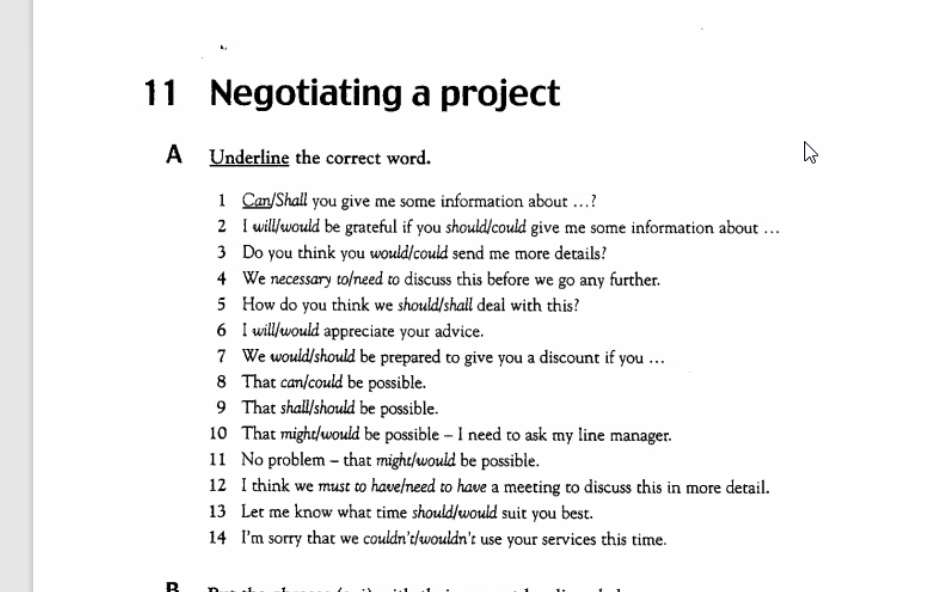 11 Negotiating a project
A Underline the correct word.
1 Can/Shall you give me some information about ...?
2 I will/would be grateful if you should/could give me some information about ...
3 Do you think you would/could send me more details?
4 We necessary to/need to discuss this before we go any further.
5 How do you think we should/shall deal with this?
6 I will/would appreciate your advice.
7 We would/should be prepared to give you a discount if you ...
8 That can/could be possible.
9 That shall/should be possible.
10 That might/would be possible – I need to ask my line manager.
11 No problem – that might/would be possible.
12 I think we must to have/need to have a meeting to discuss this in more detail.
13 Let me know what time should/would suit you best.
14 I'm sorry that we couldn't/wouldn't use your services this time.
B